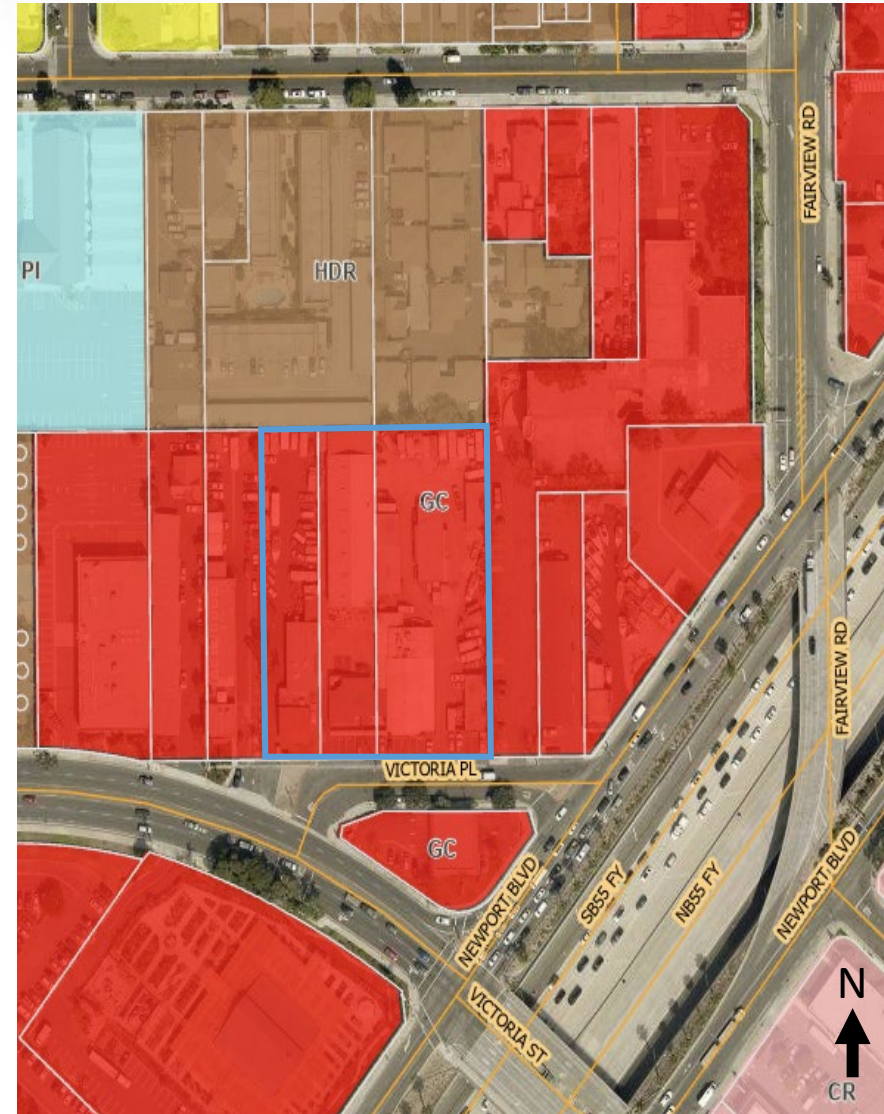 FAIRVIEW RD
PI
HDR
GC
FAIRVIEW RD
VICTORIA PL
GC
NEWPORT BLVD
SB55 FY
NB55 FY
NEWPORT BLVD
VICTORIA ST
N
CR